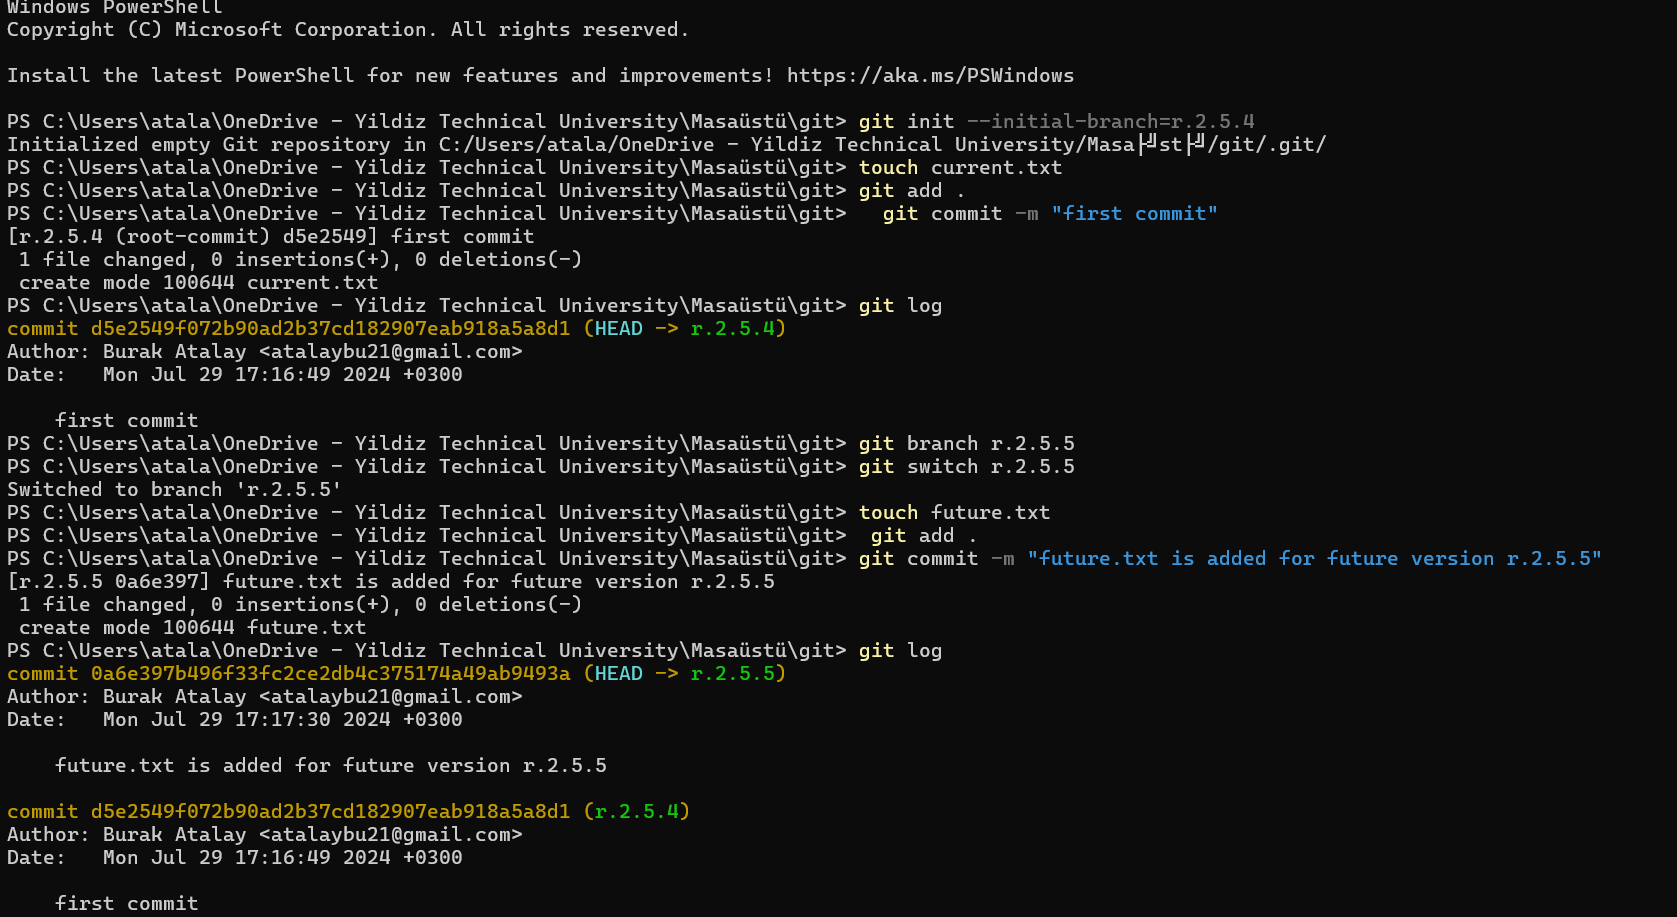 Windows PowerShell
Copyright (C) Microsoft Corporation. All rights reserved.
Install the latest PowerShell for new features and improvements! https://aka.ms/PSWindows
PS C:\Users\atala\OneDrive - Yildiz Technical University\Masaüstü\git> git init --initial-branch=r.2.5.4
Initialized empty Git repository in C:/Users/atala/OneDrive - Yildiz Technical University/Masa├╝st├╝/git/.git/
PS C:\Users\atala\OneDrive - Yildiz Technical University\Masaüstü\git> touch current.txt
PS C:\Users\atala\OneDrive - Yildiz Technical University\Masaüstü\git> git add .
PS C:\Users\atala\OneDrive - Yildiz Technical University\Masaüstü\git>   git commit -m "first commit"
[r.2.5.4 (root-commit) d5e2549] first commit
 1 file changed, 0 insertions(+), 0 deletions(-)
 create mode 100644 current.txt
PS C:\Users\atala\OneDrive - Yildiz Technical University\Masaüstü\git> git log
commit d5e2549f072b90ad2b37cd182907eab918a5a8d1 (HEAD -> r.2.5.4)
Author: Burak Atalay <atalaybu21@gmail.com>
Date:   Mon Jul 29 17:16:49 2024 +0300
    first commit
PS C:\Users\atala\OneDrive - Yildiz Technical University\Masaüstü\git> git branch r.2.5.5
PS C:\Users\atala\OneDrive - Yildiz Technical University\Masaüstü\git> git switch r.2.5.5
Switched to branch 'r.2.5.5'
PS C:\Users\atala\OneDrive - Yildiz Technical University\Masaüstü\git> touch future.txt
PS C:\Users\atala\OneDrive - Yildiz Technical University\Masaüstü\git>  git add .
PS C:\Users\atala\OneDrive - Yildiz Technical University\Masaüstü\git> git commit -m "future.txt is added for future version r.2.5.5"
[r.2.5.5 0a6e397] future.txt is added for future version r.2.5.5
 1 file changed, 0 insertions(+), 0 deletions(-)
 create mode 100644 future.txt
PS C:\Users\atala\OneDrive - Yildiz Technical University\Masaüstü\git> git log
commit 0a6e397b496f33fc2ce2db4c375174a49ab9493a (HEAD -> r.2.5.5)
Author: Burak Atalay <atalaybu21@gmail.com>
Date:   Mon Jul 29 17:17:30 2024 +0300
    future.txt is added for future version r.2.5.5
commit d5e2549f072b90ad2b37cd182907eab918a5a8d1 (r.2.5.4)
Author: Burak Atalay <atalaybu21@gmail.com>
Date:   Mon Jul 29 17:16:49 2024 +0300
    first commit